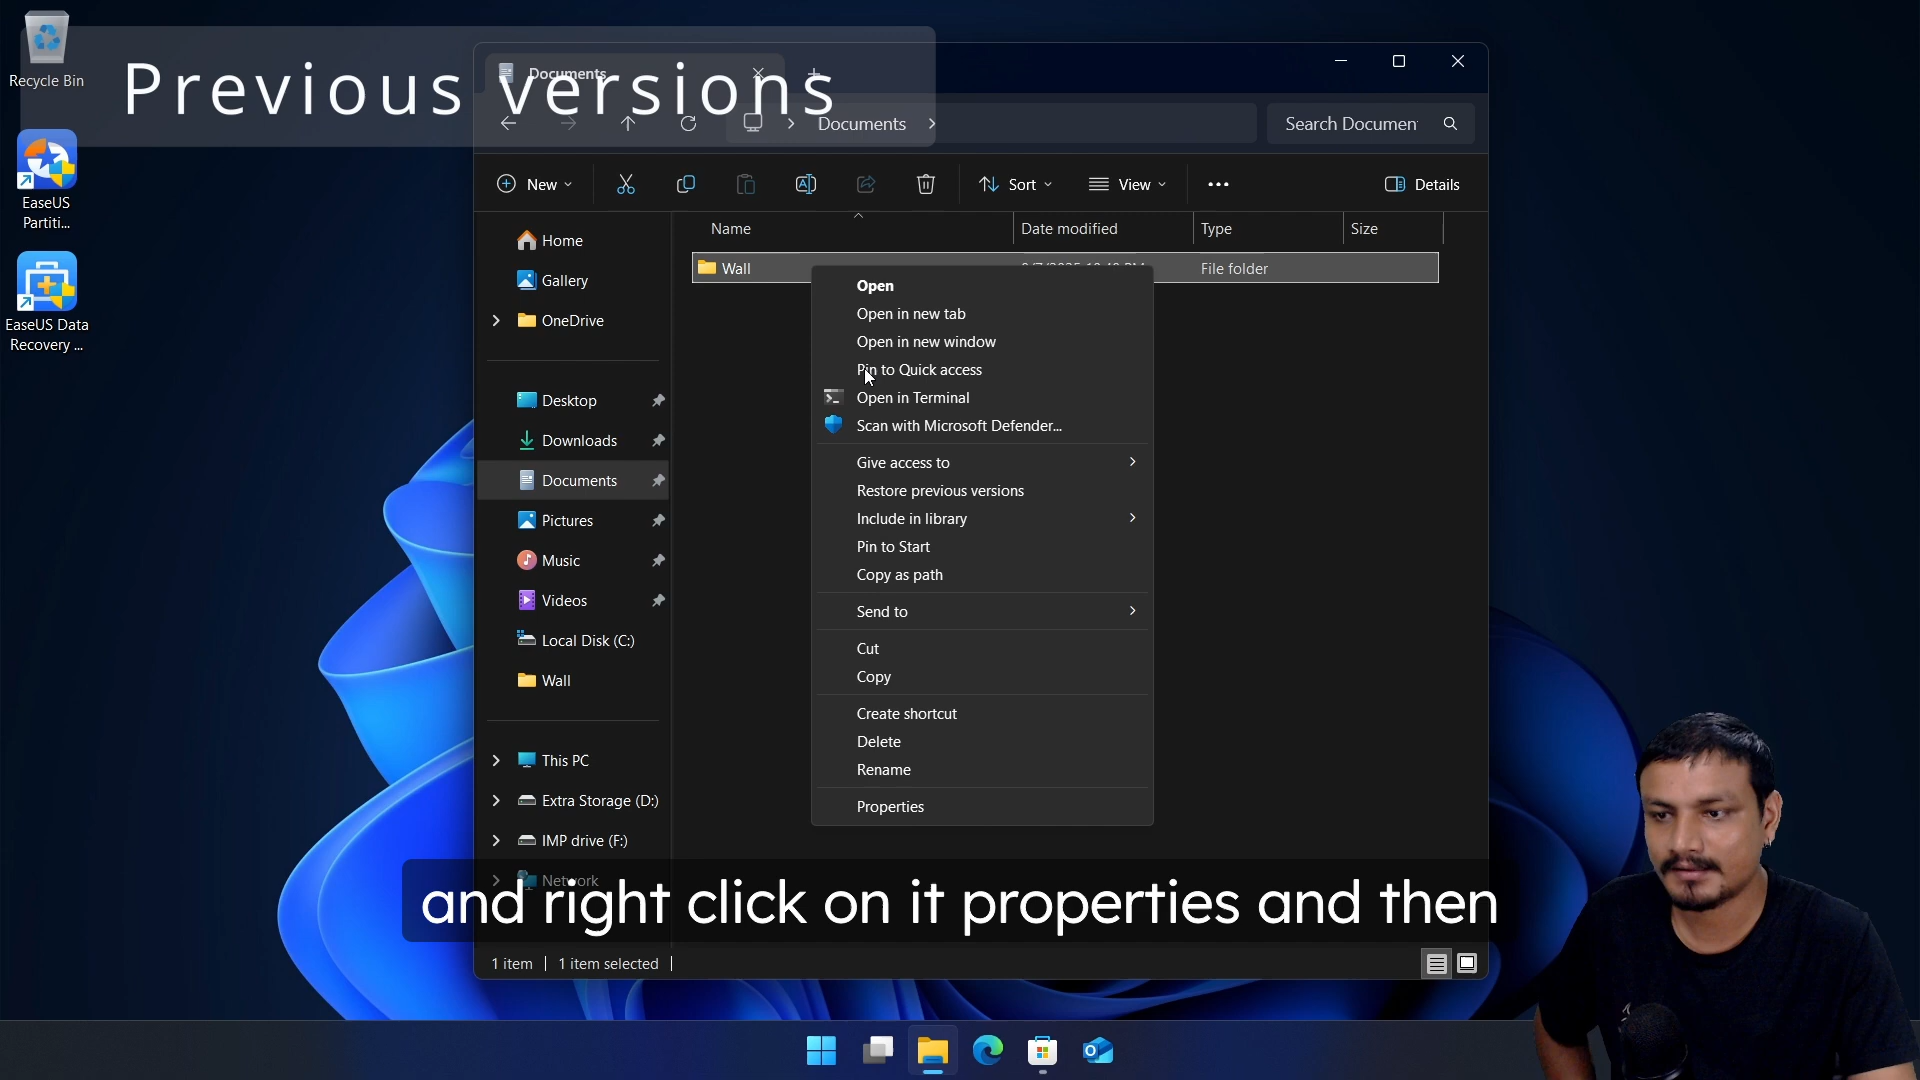 Recycle Bin
EaseUS
Partiti...
EaseUS Data
Recovery ...
Previous versions
Documents
Documents
Search Documen
New
Sort
View
Details
Name
Date modified
Type
Size
Wall
File folder
Home
Gallery
OneDrive
Desktop
Downloads
Documents
Pictures
Music
Videos
Local Disk (C:)
Wall
This PC
Extra Storage (D:)
IMP drive (F:)
Network
Open
Open in new tab
Open in new window
Pin to Quick access
Open in Terminal
Scan with Microsoft Defender...
Give access to
Restore previous versions
Include in library
Pin to Start
Copy as path
Send to
Cut
Copy
Create shortcut
Delete
Rename
Properties
and right click on it properties and then
1 item
1 item selected